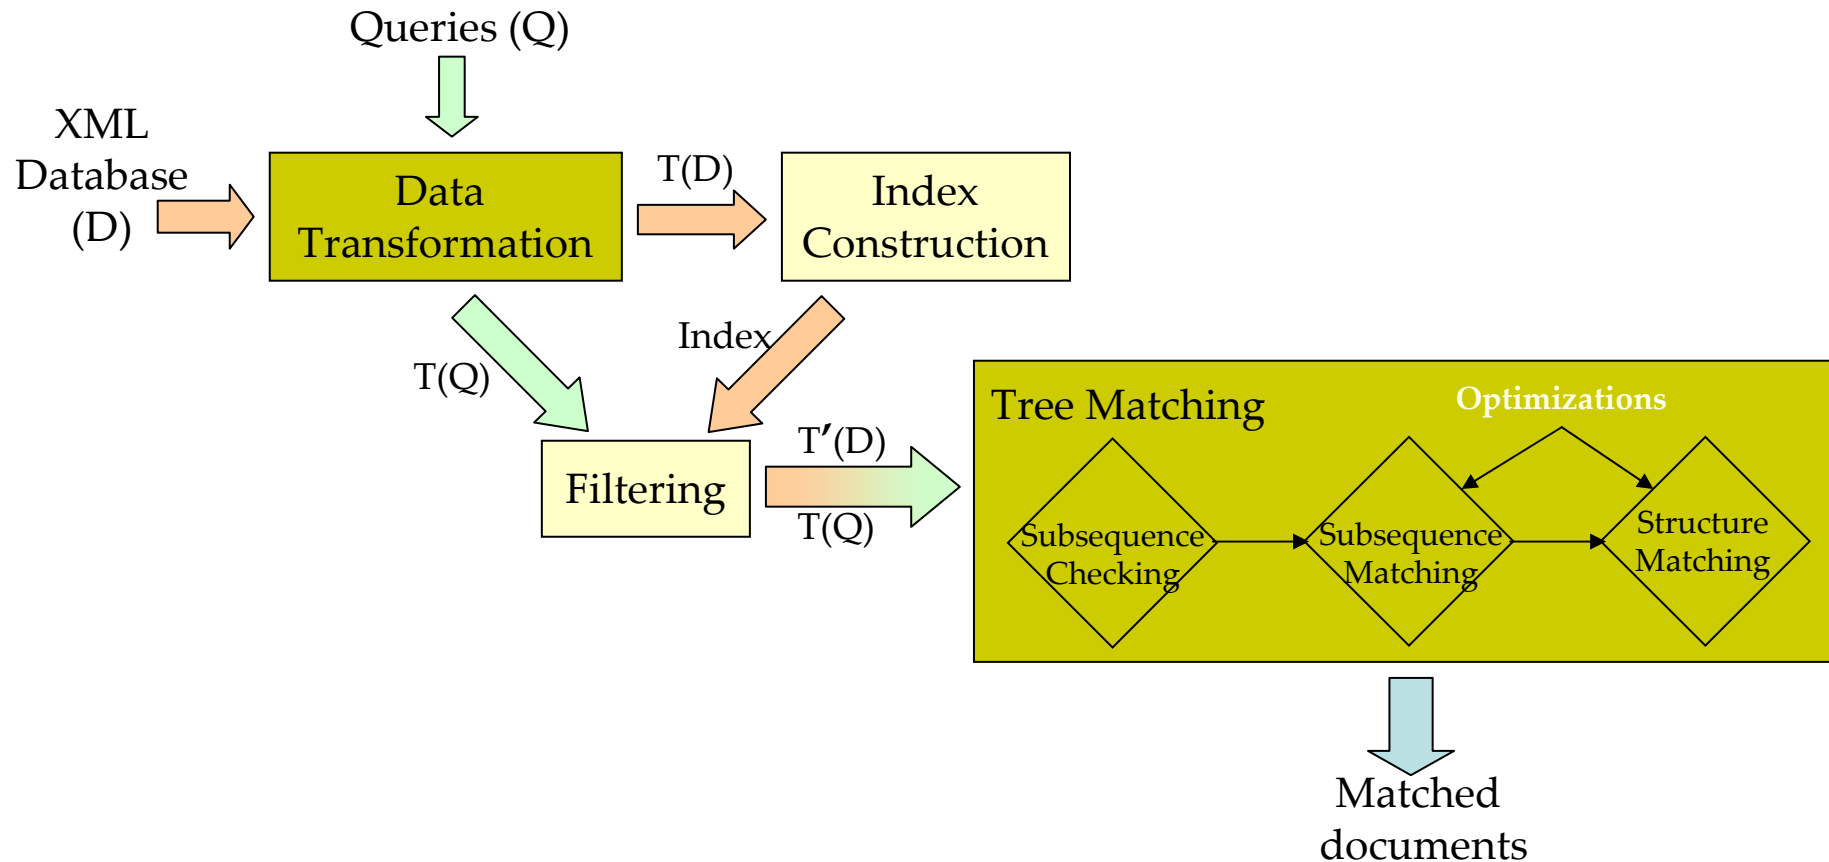 Queries (Q)
XML
Database
(D)
Data
Transformation
T(D)
Index
Construction
T(Q)
Index
Filtering
T′(D)
T(Q)
Tree Matching
Optimizations
Subsequence
Checking
Subsequence
Matching
Structure
Matching
Matched
documents